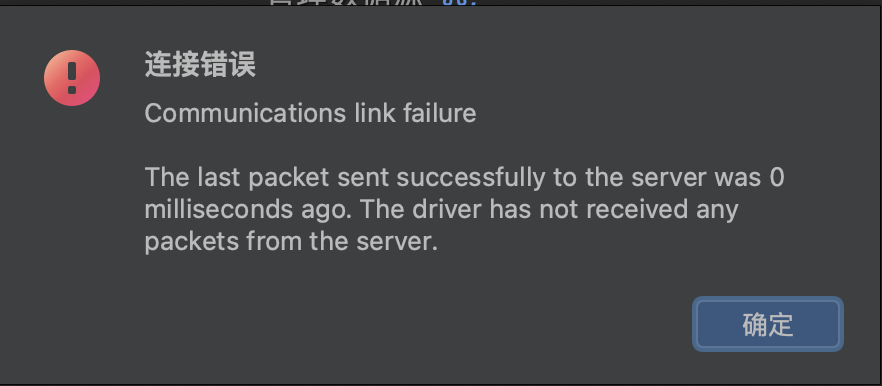 连接错误
Communications link failure
The last packet sent successfully to the server was 0
milliseconds ago. The driver has not received any
packets from the server.
确定